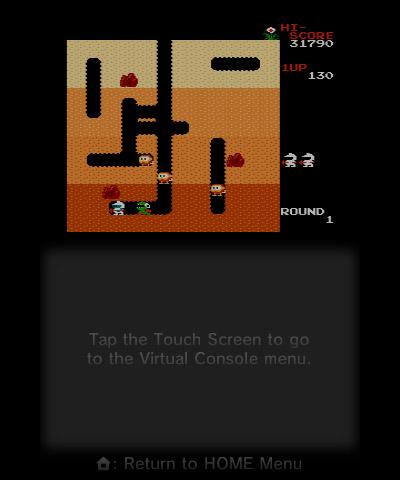 HI-
SCORE
31790
1UP
130
ROUND
1
Tap the Touch Screen to go
to the Virtual Console menu.
: Return to HOME Menu